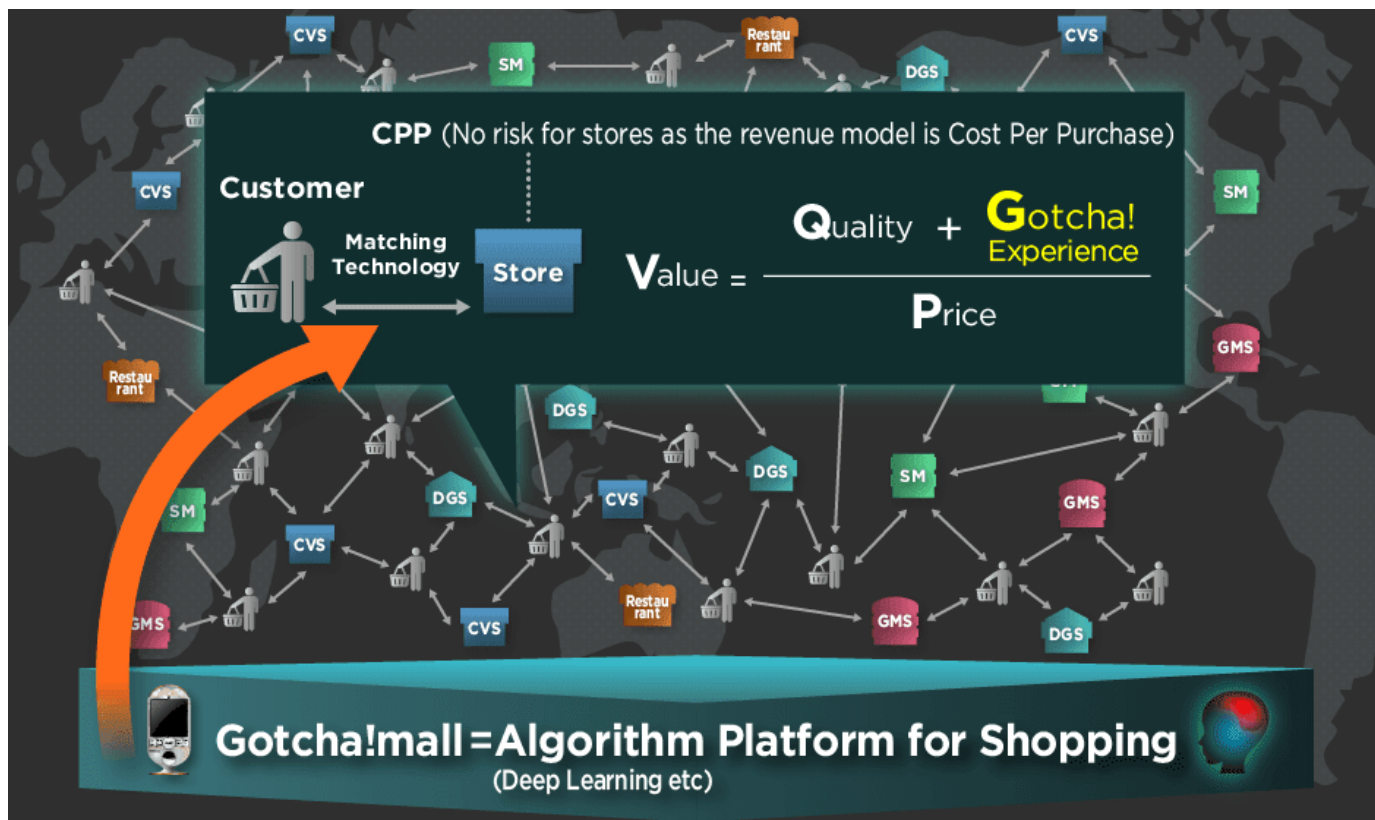 CVS
SM
Restau
rant
DGS
CVS
CPP (No risk for stores as the revenue model is Cost Per Purchase)
CVS
Customer
SM
Matching
Technology
Store
Value =
Quality + Gotcha!
Experience
Price
GMS
Restau
rant
DGS
SM
DGS
SM
DGS
CVS
GMS
SM
CVS
Restau
rant
GMS
CVS
GMS
DGS
Gotcha!mall=Algorithm Platform for Shopping
(Deep Learning etc)